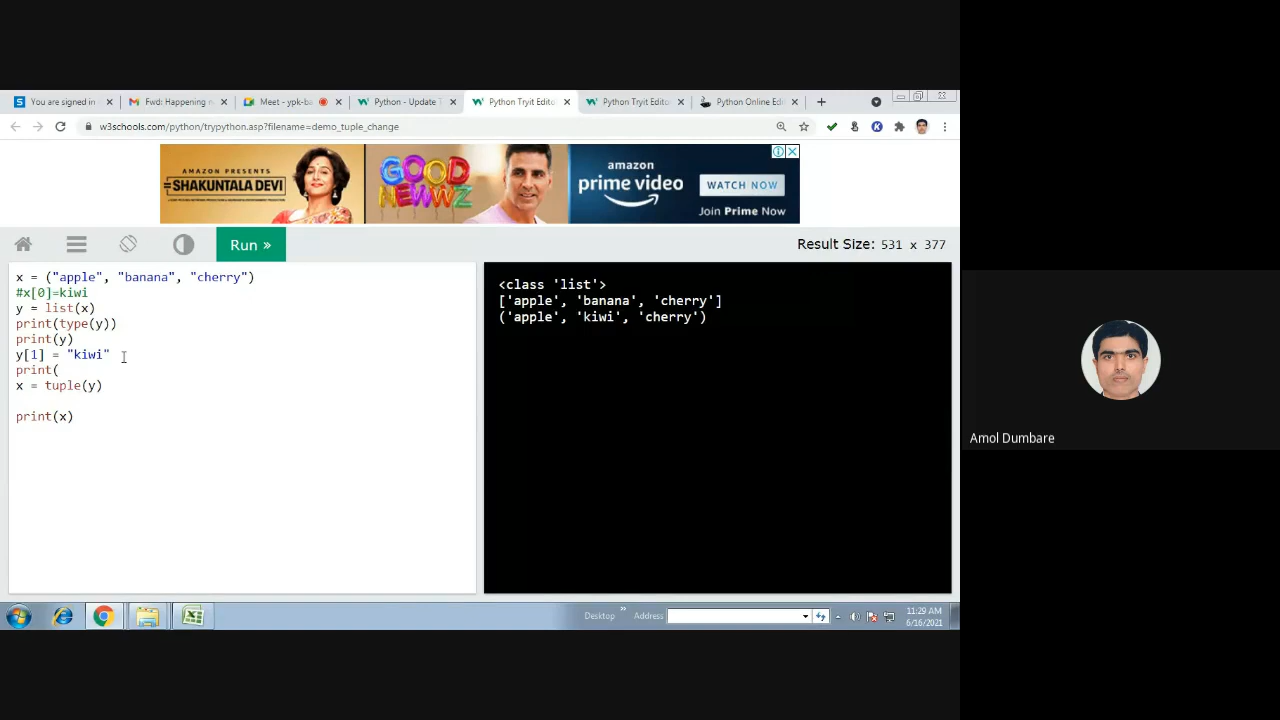 You are signed in
Fwd: Happening n
Meet - ypk-ba
Python - Update T
Python Tryit Edito
Python Tryit Edito
Python Online Edi
w3schools.com/python/trypython.asp?filename=demo_tuple_change
AMAZON PRESENTS
SHAKUNTALA DEVI
GOOD
NEWWZ
amazon
prime video
WATCH NOW
Join Prime Now
Run »
Result Size: 531 x 377
x = ("apple", "banana", "cherry")
#x[0]=kiwi
y = list(x)
print(type(y))
print(y)
y[1] = "kiwi"
print(
x = tuple(y)
print(x)
<class 'list'>
['apple', 'banana', 'cherry']
('apple', 'kiwi', 'cherry')
Amol Dumbare
Desktop
Address
11:29 AM
6/16/2021